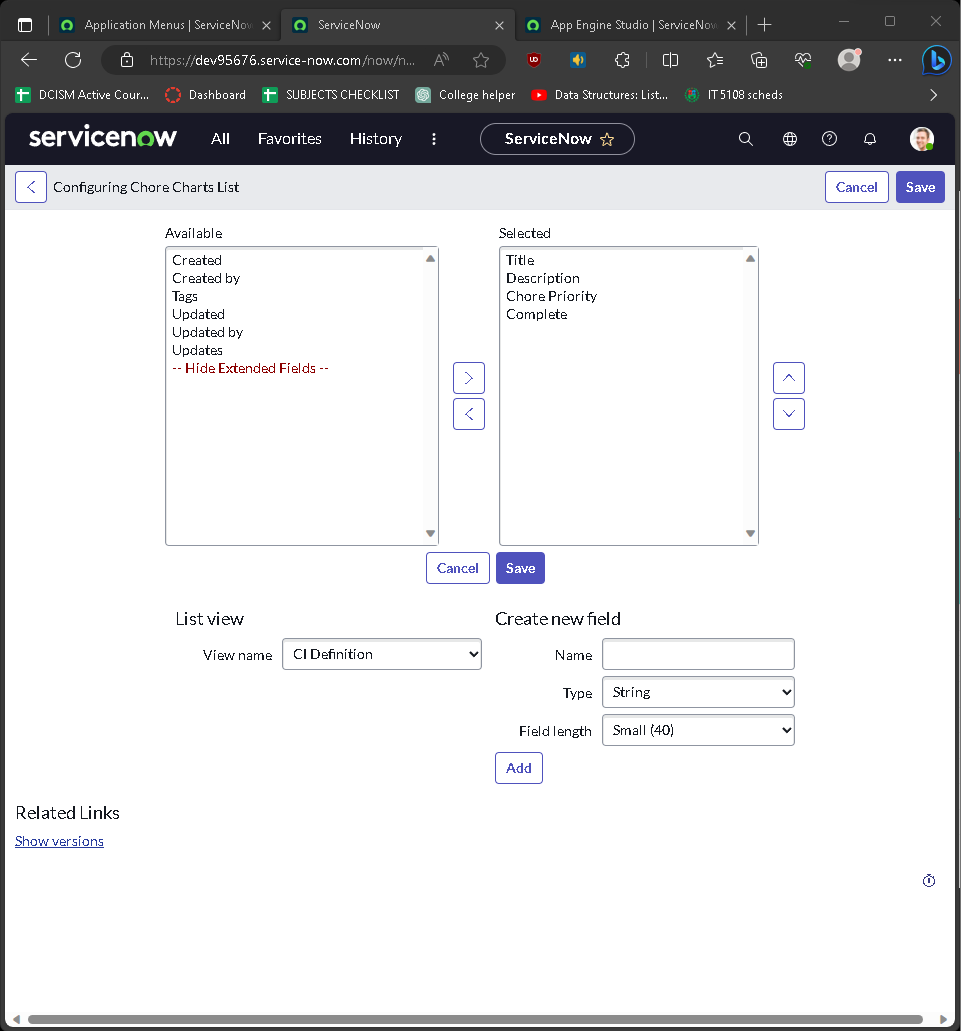 Application Menus | ServiceNow
ServiceNow
App Engine Studio | ServiceNow
https://dev95676.service-now.com/now/n...
DCISM Active Cour...
Dashboard
SUBJECTS CHECKLIST
College helper
Data Structures: List...
IT 5108 scheds
servicenow
All
Favorites
History
ServiceNow
Configuring Chore Charts List
Cancel
Save
Available
Selected
Created
Created by
Tags
Updated
Updated by
Updates
-- Hide Extended Fields --
Title
Description
Chore Priority
Complete
Cancel
Save
List view
View name
CI Definition
Create new field
Name
Type
String
Field length
Small (40)
Add
Related Links
Show versions